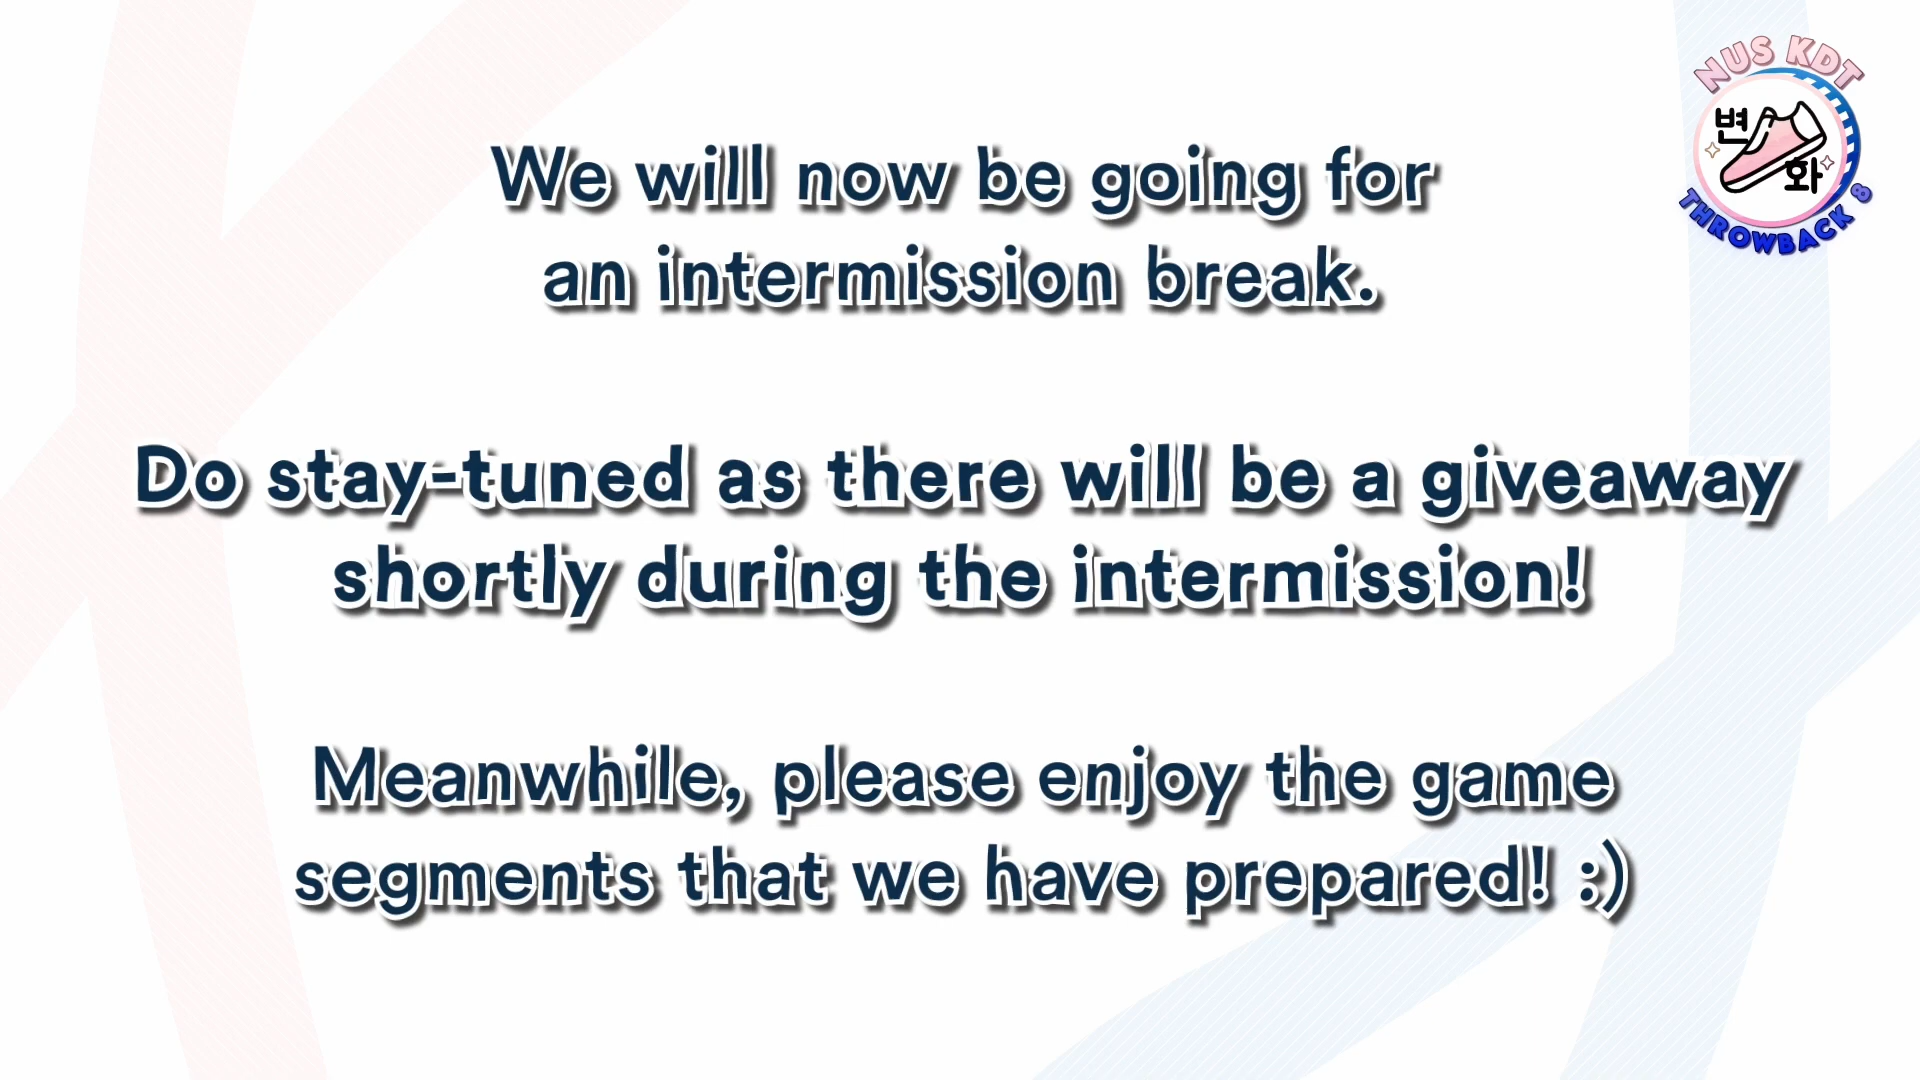 NUS KDT
변
화
THROWBACK 8
We will now be going for
an intermission break.
Do stay-tuned as there will be a giveaway
shortly during the intermission!
Meanwhile, please enjoy the game
segments that we have prepared! :)